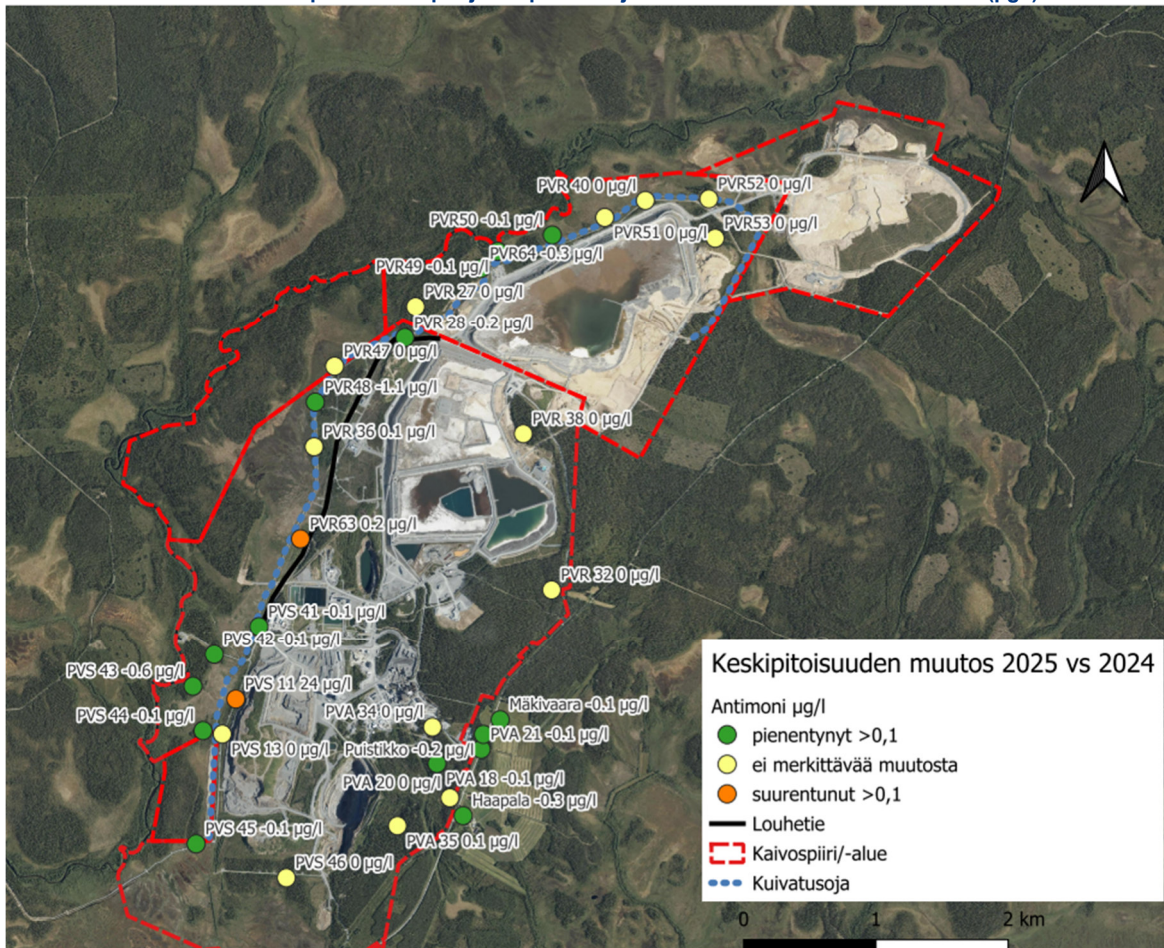 PVR 40 0 µg/l
PVR52 0 µg/l
PVR50 -0.1 µg/l
PVR51 0 µg/l
PVR53 0 µg/l
PVR64 -0.3 µg/l
PVR49 -0.1 µg/l
PVR 27 0 µg/l
PVR 28 -0.2 µg/l
PVR47 0 µg/l
PVR48 -1.1 µg/l
PVR 38 0 µg/l
PVR 36 0.1 µg/l
PVR63 0.2 µg/l
PVR 32 0 µg/l
PVS 41 -0.1 µg/l
PVS 42 -0.1 µg/l
PVS 43 -0.6 µg/l
PVS 11 24 µg/l
PVS 44 -0.1 µg/l
PVA 34 0 µg/l
Mäkivaara -0.1 µg/l
PVA 21 -0.1 µg/l
PVS 13 0 µg/l
Puistikko -0.2 µg/l
PVA 20 0 µg/l
PVA 18 -0.1 µg/l
Haapala -0.3 µg/l
PVA 35 0.1 µg/l
PVS 45 -0.1 µg/l
PVS 46 0 µg/l
Keskipitoisuuden muutos 2025 vs 2024
Antimoni µg/l
pienentynyt >0,1
ei merkittävää muutosta
suurentunut >0,1
Louhetie
Kaivospiiri/-alue
Kuivatusoja
0 1 2 km